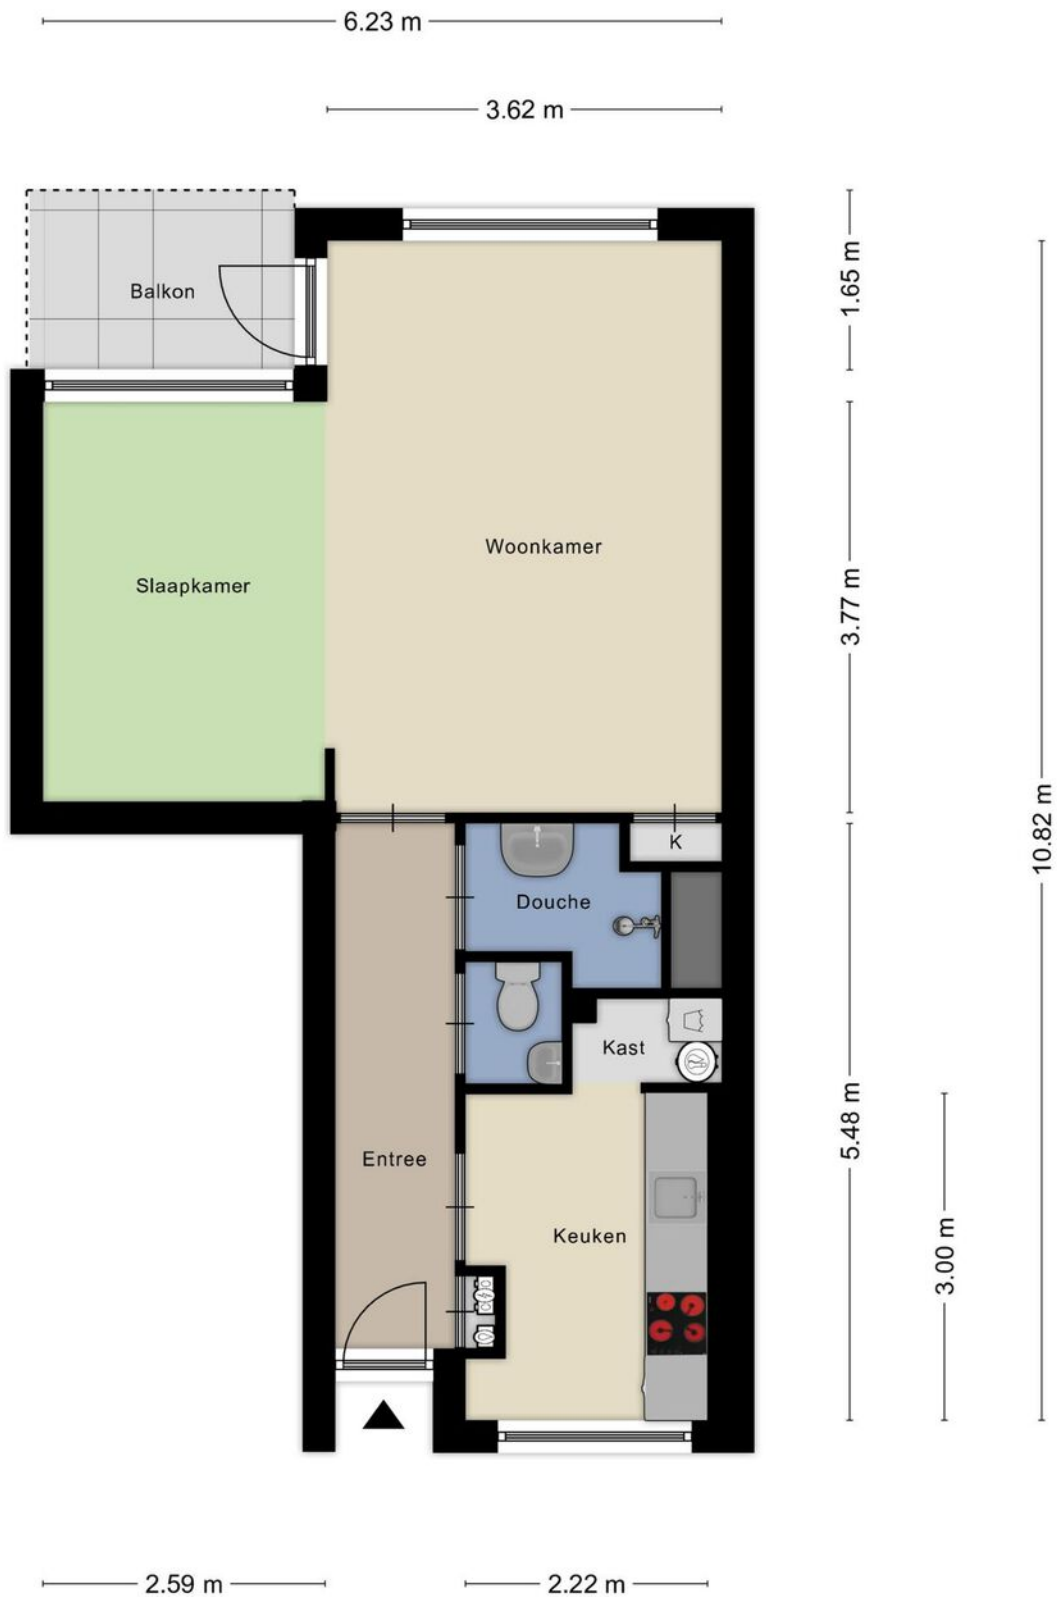 6.23 m
3.62 m
Balkon
1.65 m
Woonkamer
Slaapkamer
3.77 m
10.82 m
K
Douche
Kast
5.48 m
Entree
Keuken
3.00 m
2.59 m
2.22 m